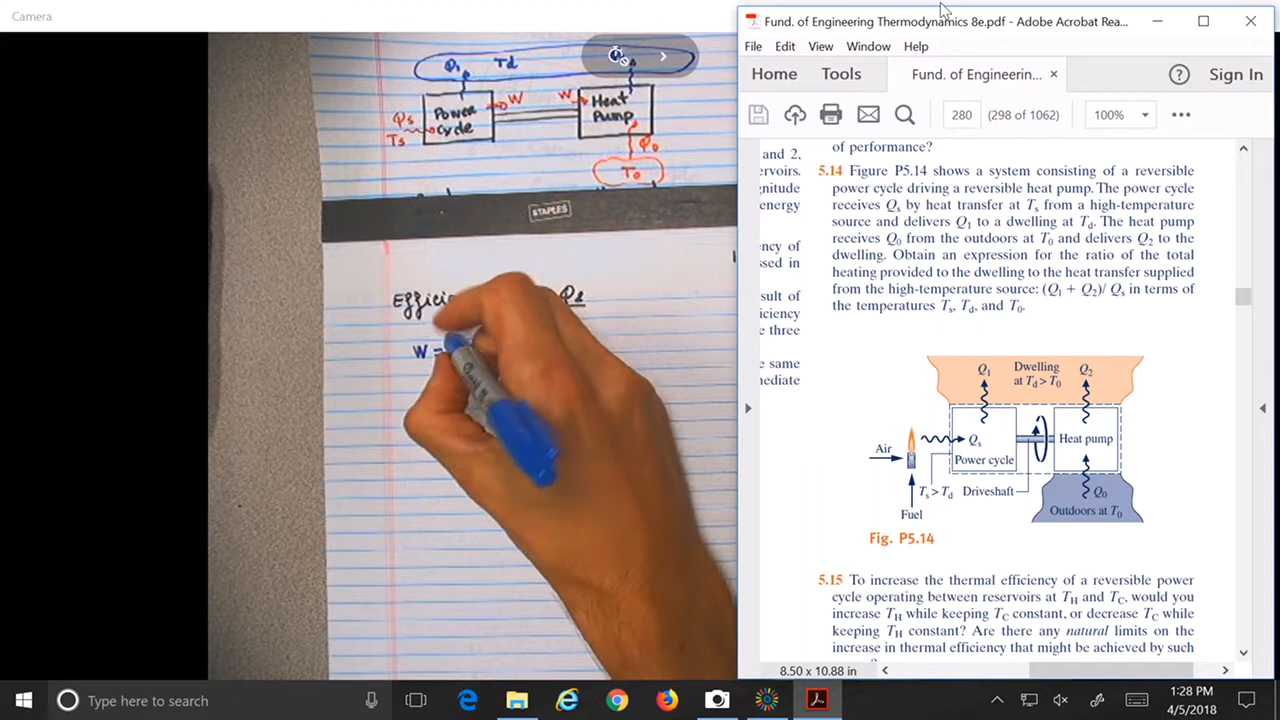 Camera
Q1 Td
Power
cycle
W
W
Heat
Pump
Qs
Ts
Q0
T0
STAPLES
W =
Fund. of Engineering Thermodynamics 8e.pdf - Adobe Acrobat Rea...
File Edit View Window Help
Home Tools Fund. of Engineerin... × Sign In
280 (298 of 1062) 100%
and 2,
rvoirs.
gnitude
energy
ency of
ssed in
sult of
ficiency
e three
e same
mediate
of performance?
5.14 Figure P5.14 shows a system consisting of a reversible
power cycle driving a reversible heat pump. The power cycle
receives Qs by heat transfer at Ts from a high-temperature
source and delivers Q1 to a dwelling at Td. The heat pump
receives Q0 from the outdoors at T0 and delivers Q2 to the
dwelling. Obtain an expression for the ratio of the total
heating provided to the dwelling to the heat transfer supplied
from the high-temperature source: (Q1 + Q2)/ Qs in terms of
the temperatures Ts, Td, and T0.
Q1 Dwelling Q2
at Td > T0
Qs Heat pump
Air
Power cycle
Ts > Td Driveshaft Q0
Fuel Outdoors at T0
Fig. P5.14
5.15 To increase the thermal efficiency of a reversible power
cycle operating between reservoirs at TH and TC, would you
increase TH while keeping TC constant, or decrease TC while
keeping TH constant? Are there any natural limits on the
increase in thermal efficiency that might be achieved by such
8.50 x 10.88 in
Type here to search
1:28 PM
4/5/2018